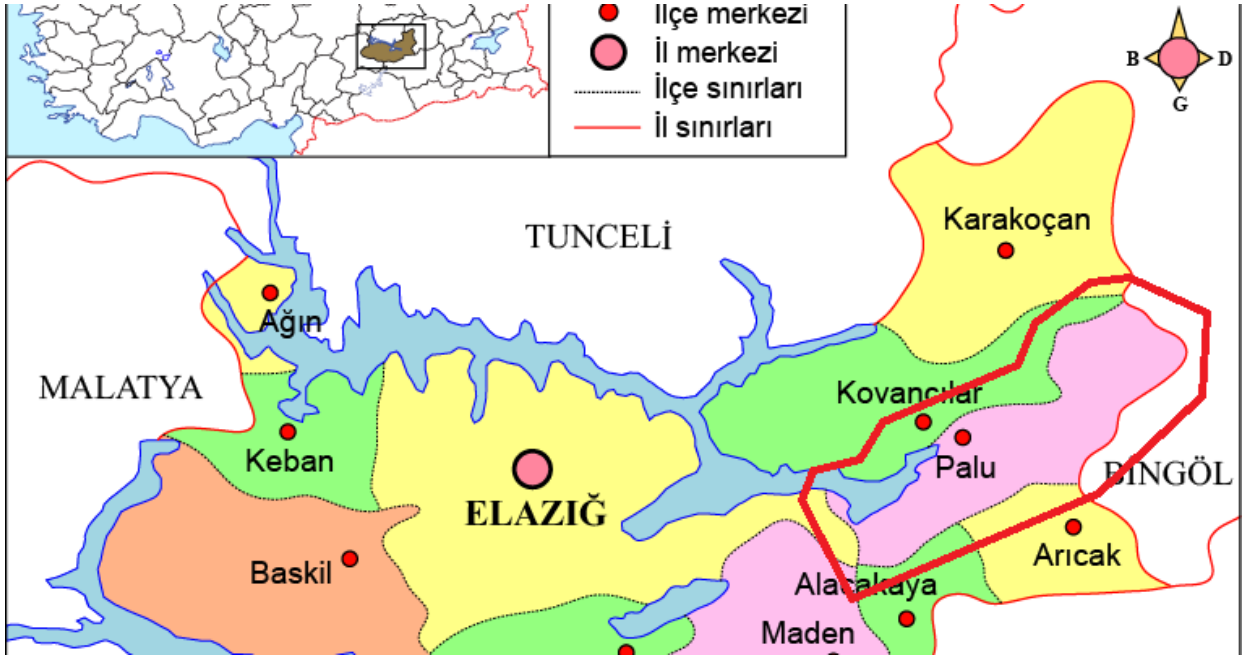 İlçe merkezi
İl merkezi
İlçe sınırları
İl sınırları
B D
G
Karakoçan
TUNCELİ
Ağın
MALATYA
Kovancılar
Keban
Palu
BİNGÖL
ELAZIĞ
Arıcak
Baskil
Alacakaya
Maden